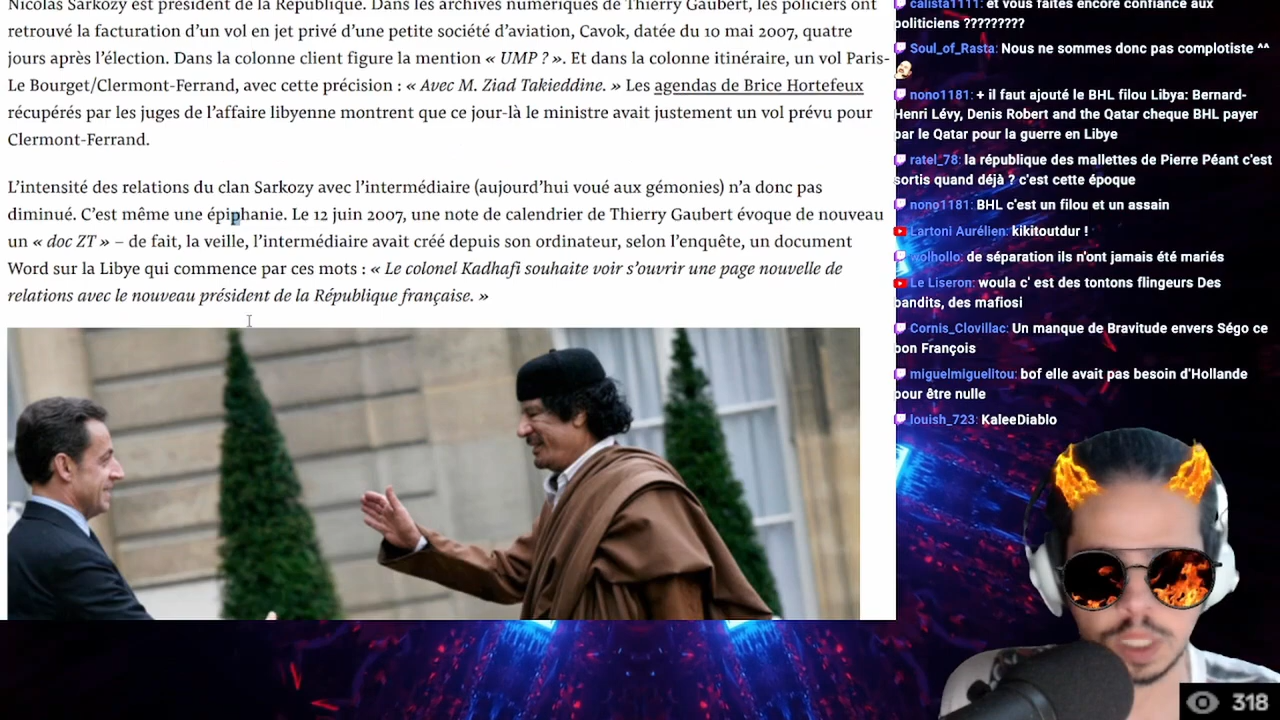 Nicolas Sarkozy est président de la République. Dans les archives numériques de Thierry Gaubert, les policiers ont
retrouvé la facturation d’un vol en jet privé d’une petite société d’aviation, Cavok, datée du 10 mai 2007, quatre
jours après l’élection. Dans la colonne client figure la mention « UMP ? ». Et dans la colonne itinéraire, un vol Paris-
Le Bourget/Clermont-Ferrand, avec cette précision : « Avec M. Ziad Takieddine. » Les agendas de Brice Hortefeux
récupérés par les juges de l’affaire libyenne montrent que ce jour-là le ministre avait justement un vol prévu pour
Clermont-Ferrand.
L’intensité des relations du clan Sarkozy avec l’intermédiaire (aujourd’hui voué aux gémonies) n’a donc pas
diminué. C’est même une épiphanie. Le 12 juin 2007, une note de calendrier de Thierry Gaubert évoque de nouveau
un « doc ZT » – de fait, la veille, l’intermédiaire avait créé depuis son ordinateur, selon l’enquête, un document
Word sur la Libye qui commence par ces mots : « Le colonel Kadhafi souhaite voir s’ouvrir une page nouvelle de
relations avec le nouveau président de la République française. »
calista1111: et vous faites encore confiance aux
politiciens ?????????
Soul_of_Rasta: Nous ne sommes donc pas complotiste ^^
nono1181: + il faut ajouté le BHL filou Libya: Bernard-
Henri Lévy, Denis Robert and the Qatar cheque BHL payer
par le Qatar pour la guerre en Libye
ratel_78: la république des mallettes de Pierre Péant c'est
sortis quand déjà ? c'est cette époque
nono1181: BHL c'est un filou et un assain
Lartoni Aurélien: kikitoutdur !
wolhollo: de séparation ils n'ont jamais été mariés
Le Liseron: woula c' est des tontons flingeurs Des
bandits, des mafiosi
Cornis_Clovillac: Un manque de Bravitude envers Ségo ce
bon François
miguelmiguelltou: bof elle avait pas besoin d'Hollande
pour être nulle
louish_723: KaleeDiablo
318